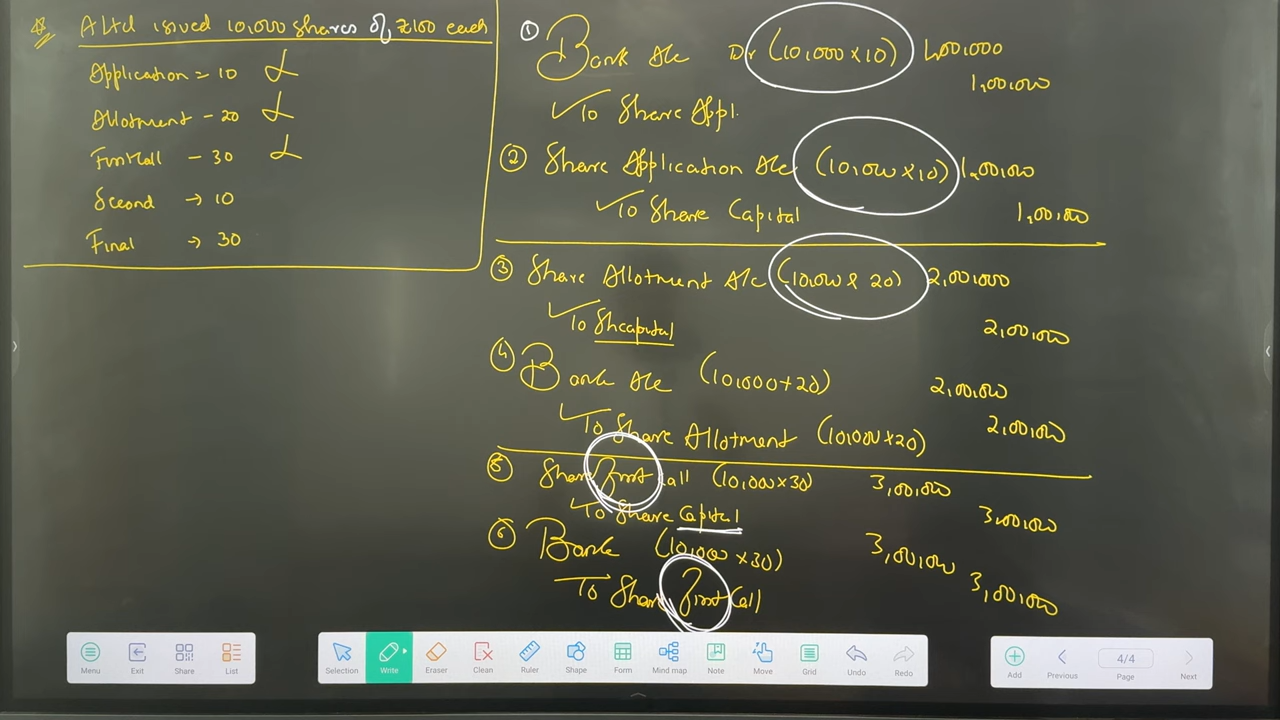 A Ltd issued 10,000 shares of ₹100 each
Application = 10
Allotment - 20
First call - 30
Second → 10
Final → 30
① Bank A/c Dr (10,000 x 10) 1,00,000
1,00,000
To Share Appl.
② Share Application A/c (10,000 x 10) 1,00,000
To Share Capital 1,00,000
③ Share Allotment A/c (10,000 x 20) 2,00,000
To Sh capital 2,00,000
④ Bank A/c (10,000 x 20) 2,00,000
To Share Allotment (10,000 x 20) 2,00,000
⑤ Share first call (10,000 x 30) 3,00,000
To Share Capital 3,00,000
⑥ Bank (10,000 x 30) 3,00,000
To Share first call 3,00,000
Menu Exit Share List
Selection Write Eraser Clean Ruler Shape Form Mind map Note Move Grid Undo Redo
Add Previous 4/4 Page Next